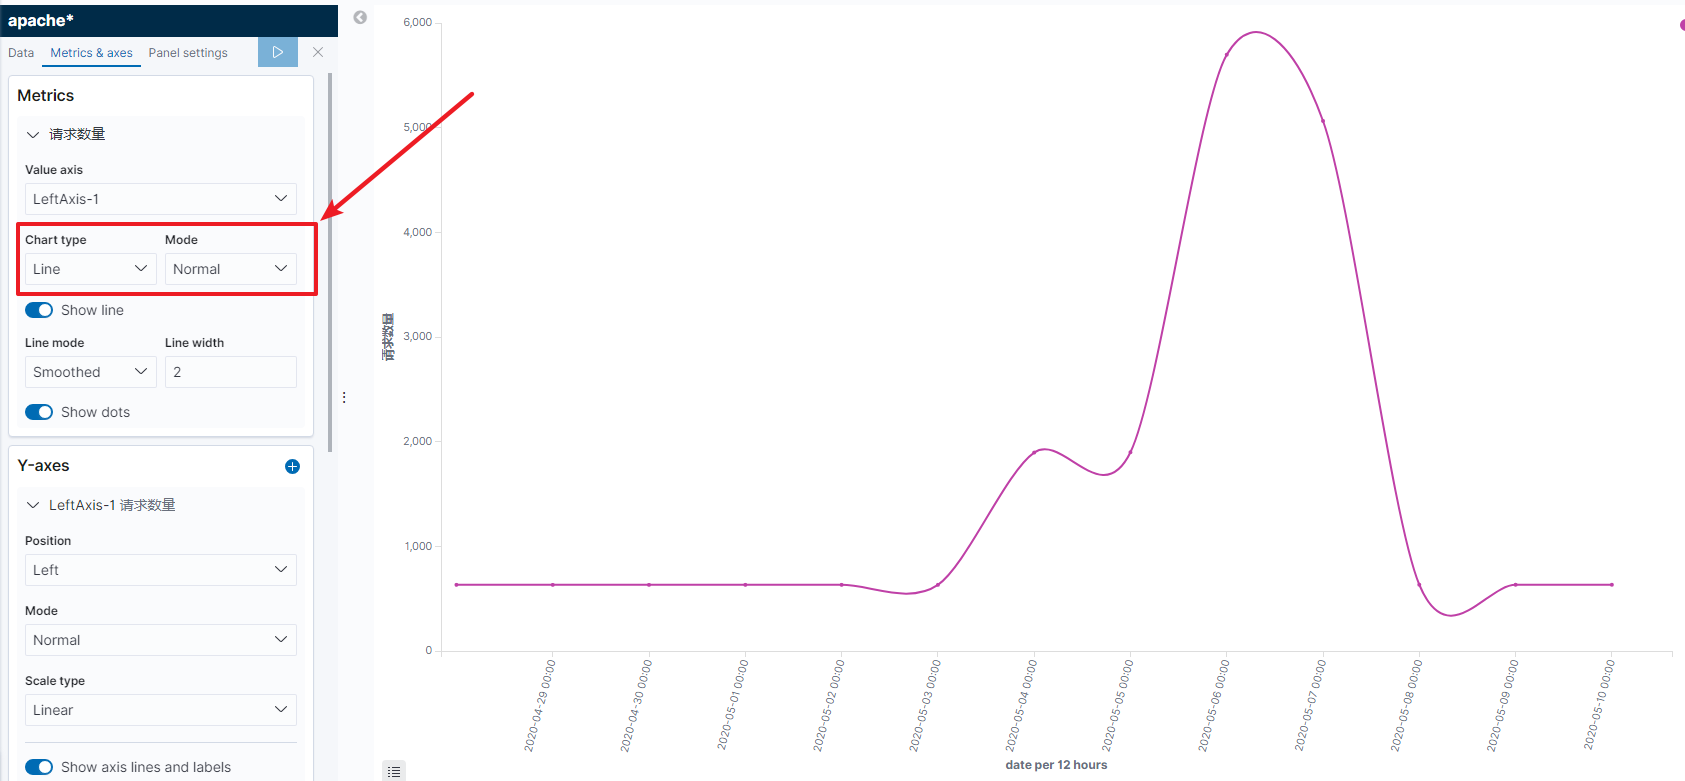 apache*
Data Metrics & axes Panel settings
Metrics
请求数量
Value axis
LeftAxis-1
Chart type Mode
Line Normal
Show line
Line mode Line width
Smoothed 2
Show dots
Y-axes
LeftAxis-1 请求数量
Position
Left
Mode
Normal
Scale type
Linear
Show axis lines and labels
请求数量
6,000
5,000
4,000
3,000
2,000
1,000
0
2020-04-29 00:00
2020-04-30 00:00
2020-05-01 00:00
2020-05-02 00:00
2020-05-03 00:00
2020-05-04 00:00
2020-05-05 00:00
2020-05-06 00:00
2020-05-07 00:00
2020-05-08 00:00
2020-05-09 00:00
2020-05-10 00:00
date per 12 hours